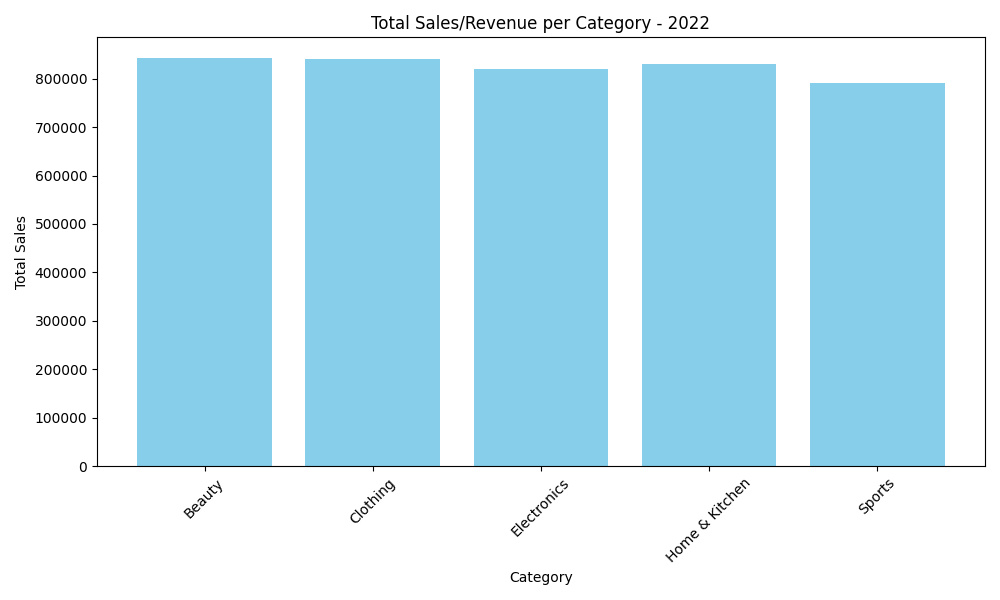 Total Sales/Revenue per Category - 2022
Total Sales
800000
700000
600000
500000
400000
300000
200000
100000
0
Beauty
Clothing
Electronics
Home & Kitchen
Sports
Category